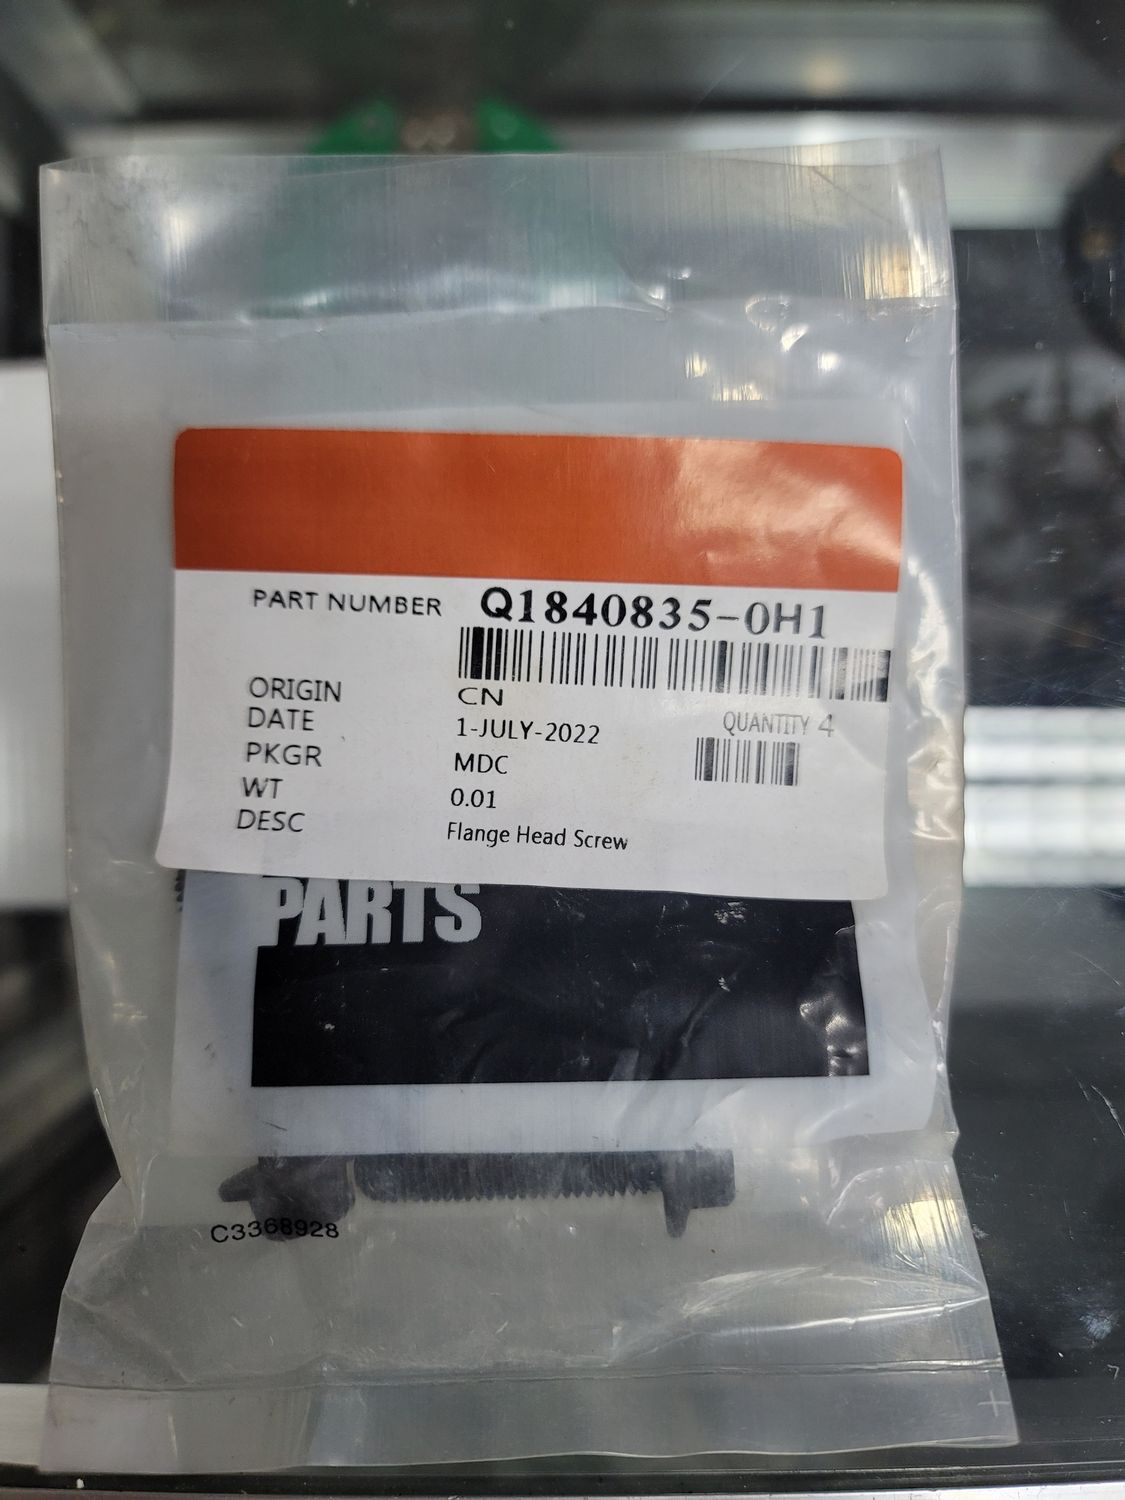 PART NUMBER Q1840835-0H1
ORIGIN CN
DATE 1-JULY-2022
QUANTITY 4
PKGR MDC
WT 0.01
DESC Flange Head Screw
PARTS
C3368928